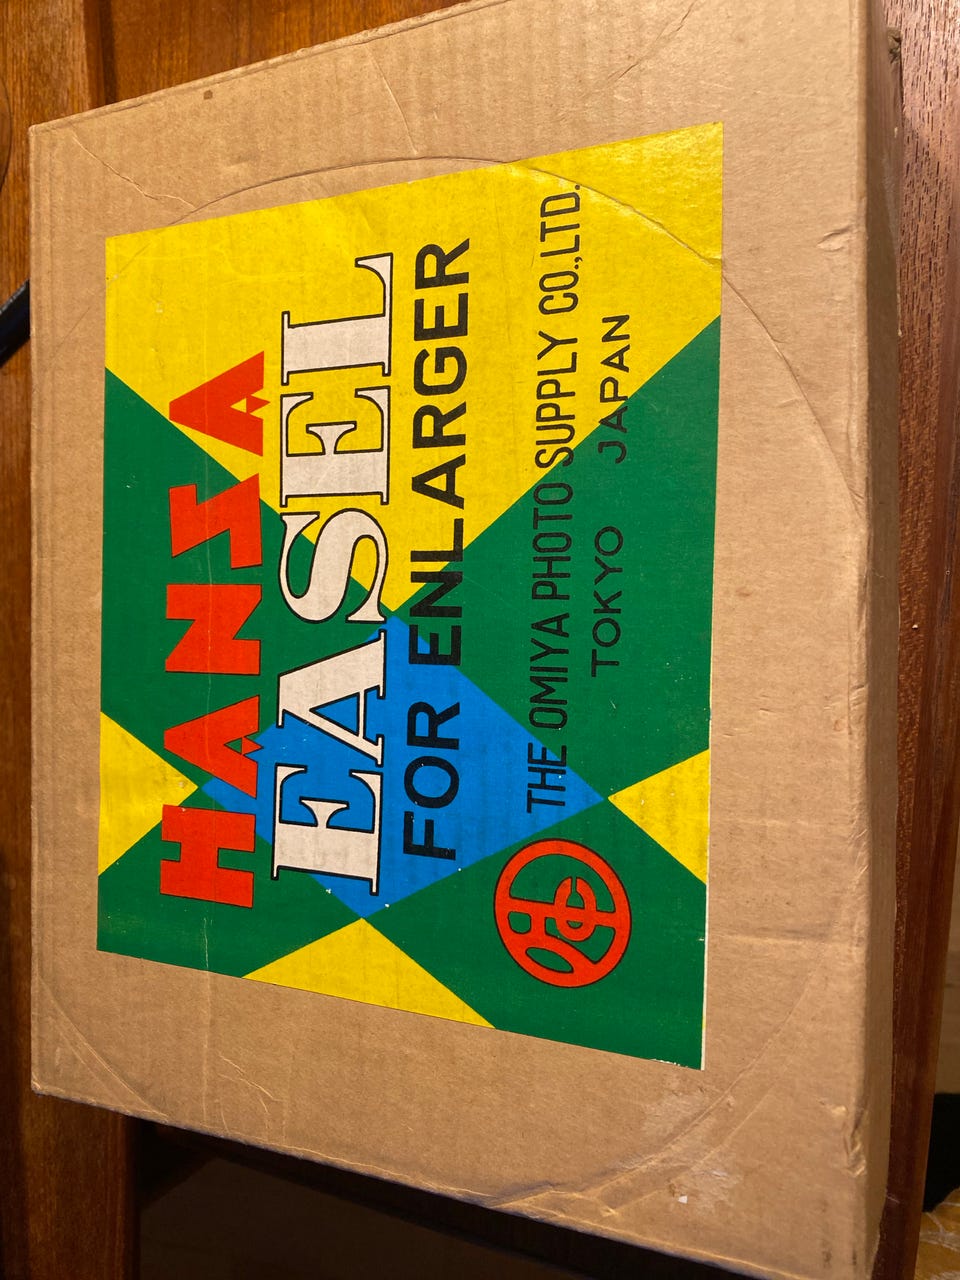 HANSA
EASEL
FOR ENLARGER
THE OMIYA PHOTO SUPPLY CO.,LTD.
TOKYO JAPAN